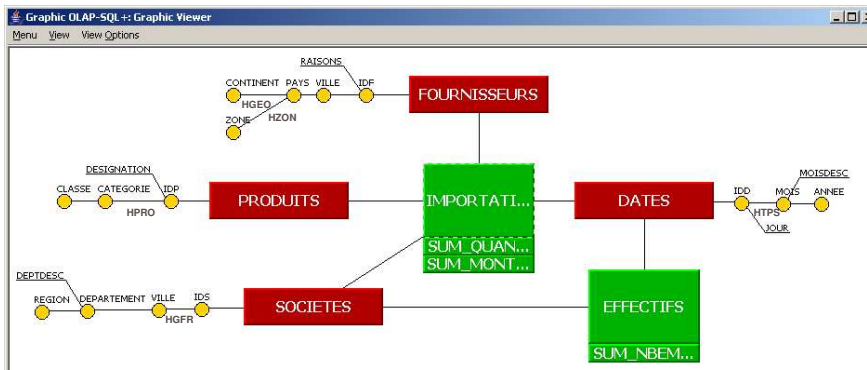 Graphic OLAP-SQL+: Graphic Viewer
Menu View View Options
RAISONS
CONTINENT PAYS VILLE IDF
FOURNISSEURS
HGEO
HZON
ZONE
DESIGNATION
CLASSE CATEGORIE IDP
HPRO
PRODUITS
IMPORTATI...
SUM_QUAN...
SUM_MONT...
DATES
MOISDESC
IDD MOIS ANNEE
HTPS
JOUR
DEPTDESC
REGION DEPARTEMENT VILLE IDS
HGFR
SOCIETES
EFFECTIFS
SUM_NBEM...